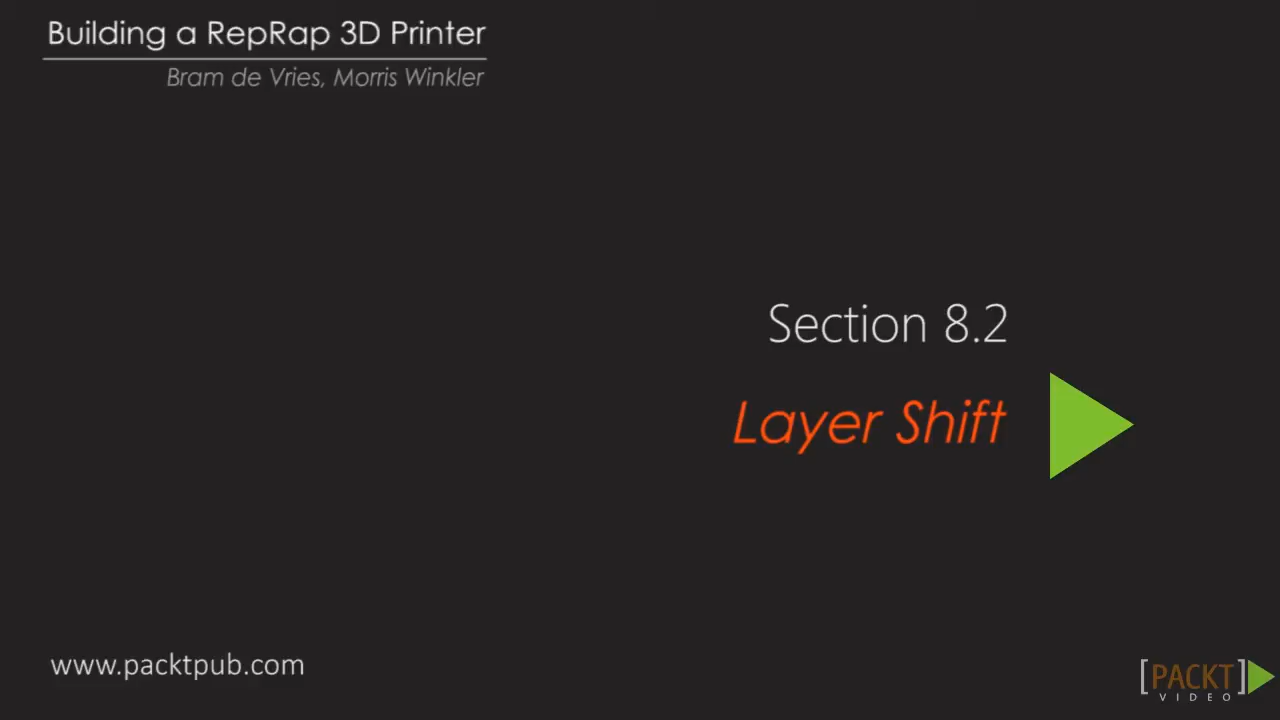 Building a RepRap 3D Printer
Bram de Vries, Morris Winkler
Section 8.2
Layer Shift
www.packtpub.com
[PACKT]
VIDEO